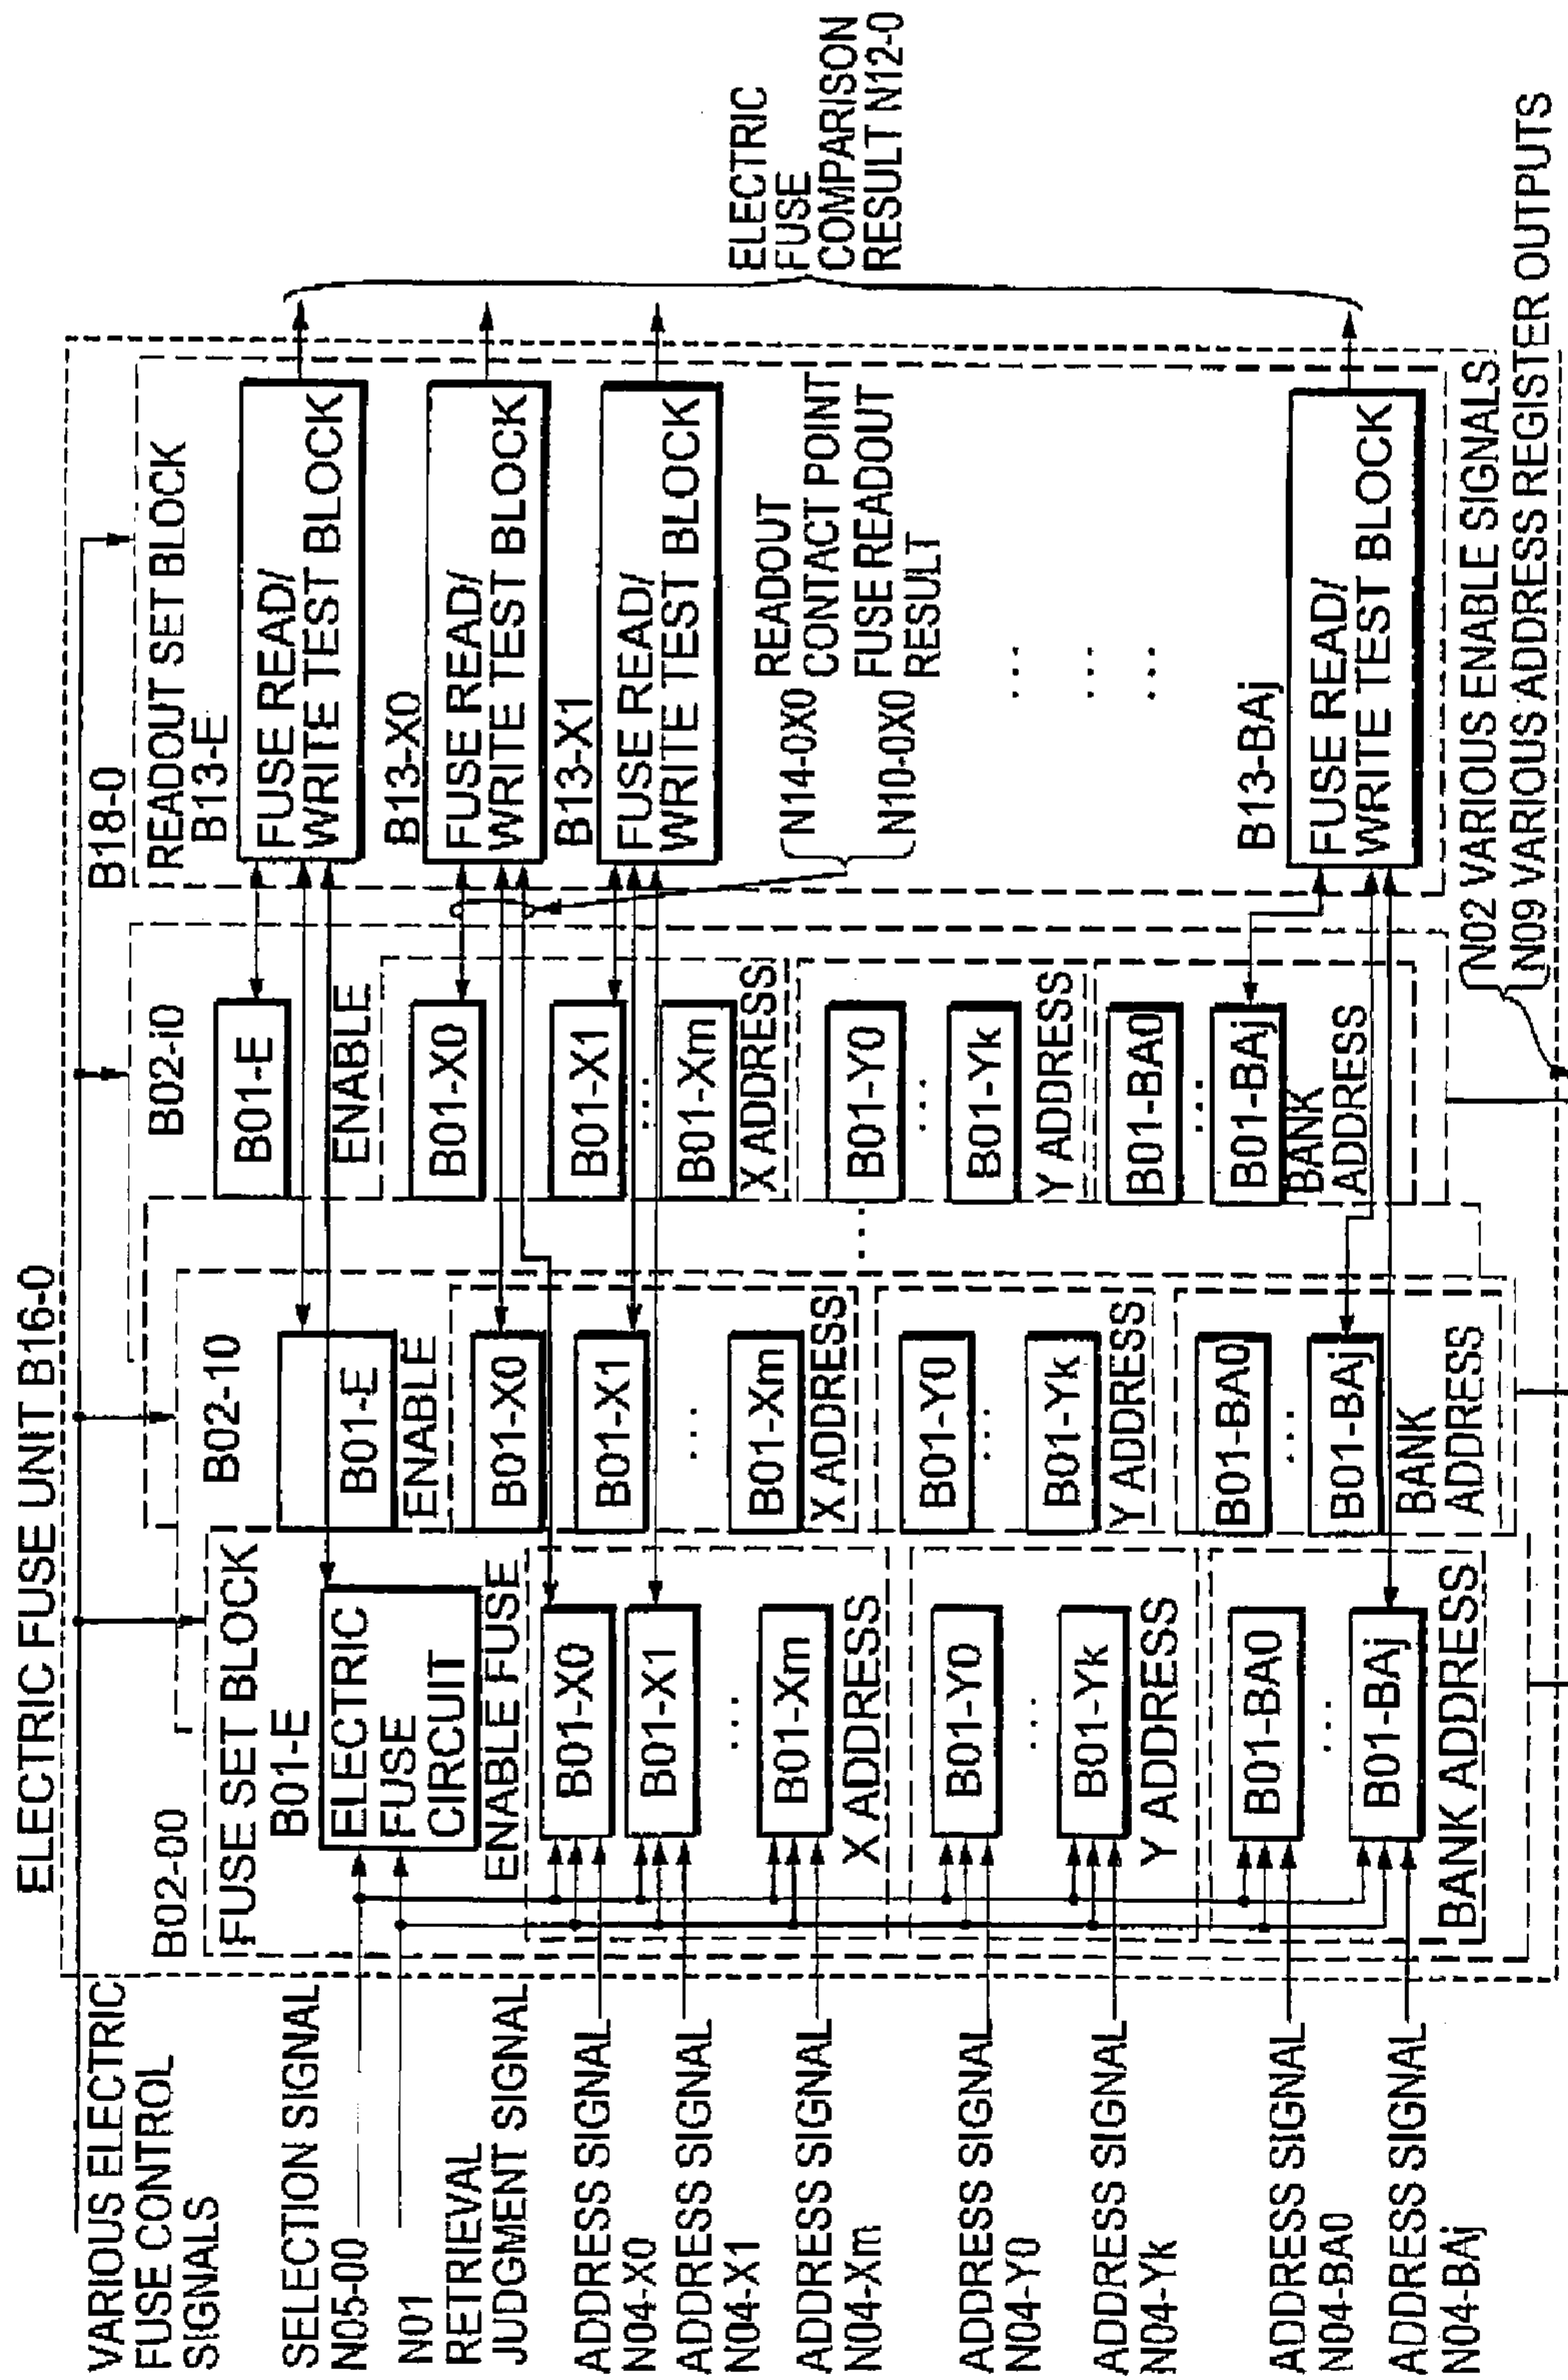 ELECTRIC FUSE UNIT B16-0
VARIOUS ELECTRIC
FUSE CONTROL
SIGNALS
SELECTION SIGNAL
N05-00
N01
RETRIEVAL
JUDGMENT SIGNAL
ADDRESS SIGNAL
N04-X0
ADDRESS SIGNAL
N04-X1
ADDRESS SIGNAL
N04-Xm
ADDRESS SIGNAL
N04-Y0
ADDRESS SIGNAL
N04-Yk
ADDRESS SIGNAL
N04-BA0
ADDRESS SIGNAL
N04-BAj
B02-00
FUSE SET BLOCK
B01-E
ELECTRIC
FUSE
CIRCUIT
ENABLE FUSE
B01-X0
B01-X1
...
B01-Xm
X ADDRESS
B01-Y0
...
B01-Yk
Y ADDRESS
B01-BA0
...
B01-BAj
BANK ADDRESS
B02-10
B01-E
ENABLE
B01-X0
B01-X1
...
B01-Xm
X ADDRESS
B01-Y0
...
B01-Yk
Y ADDRESS
B01-BA0
...
B01-BAj
BANK
ADDRESS
...
B02-i0
B01-E
ENABLE
B01-X0
B01-X1
...
B01-Xm
X ADDRESS
B01-Y0
...
B01-Yk
Y ADDRESS
B01-BA0
...
B01-BAj
BANK
ADDRESS
B18-0
READOUT SET BLOCK
B13-E
FUSE READ/
WRITE TEST BLOCK
B13-X0
FUSE READ/
WRITE TEST BLOCK
B13-X1
FUSE READ/
WRITE TEST BLOCK
N14-0X0 READOUT
CONTACT POINT
N10-0X0 FUSE READOUT
RESULT
...
...
...
B13-BAj
FUSE READ/
WRITE TEST BLOCK
N02 VARIOUS ENABLE SIGNALS
N09 VARIOUS ADDRESS REGISTER OUTPUTS
ELECTRIC
FUSE
COMPARISON
RESULT N12-0